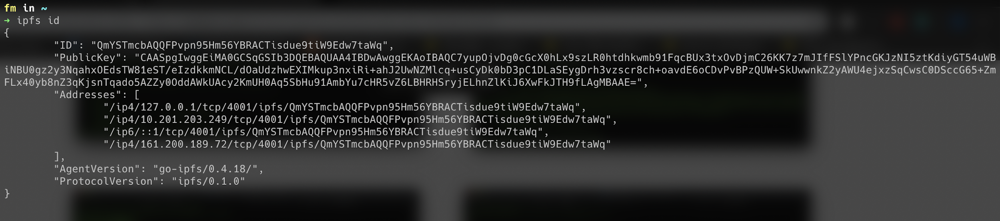 fm in ~
➜ ipfs id
{
"ID": "QmYSTmcbAQQFPvpn95Hm56YBRACTisdue9tiW9Edw7taWq",
"PublicKey": "CAASpgIwggEiMA0GCSqGSIb3DQEBAQUAA4IBDwAwggEKAoIBAQC7yupOjvDg0cGcX0hLx9szLR0htdhkwmb91FqcBUx3txOvDjmC26KK7z7mJIfFSlYPncGKJzNI5ztKdiyGT54uWB
iNBU0gz2y3NqahxOEdsTW81eST/eIzdkkmNCL/dOaUdzhwEXIMkup3nxiRi+ahJ2UwNZMlcq+usCyDk0bD3pC1DLaSEygDrh3vzscr8ch+oavdE6oCDvPvBPzQUW+SkUwwnkZ2yAWU4ejxzSqCwsC0DSccG65+Zm
FLx40yb8nZ3qKjsnTqado5AZZy0OddAWkUAcy2KmUH0Aq5SbHu91AmbYu7cHR5vZ6LBHRHSryjELhnZlKiJ6XwFkJTH9fLAgMBAAE=",
"Addresses": [
"/ip4/127.0.0.1/tcp/4001/ipfs/QmYSTmcbAQQFPvpn95Hm56YBRACTisdue9tiW9Edw7taWq",
"/ip4/10.201.203.249/tcp/4001/ipfs/QmYSTmcbAQQFPvpn95Hm56YBRACTisdue9tiW9Edw7taWq",
"/ip6/::1/tcp/4001/ipfs/QmYSTmcbAQQFPvpn95Hm56YBRACTisdue9tiW9Edw7taWq",
"/ip4/161.200.189.72/tcp/4001/ipfs/QmYSTmcbAQQFPvpn95Hm56YBRACTisdue9tiW9Edw7taWq"
],
"AgentVersion": "go-ipfs/0.4.18/",
"ProtocolVersion": "ipfs/0.1.0"
}